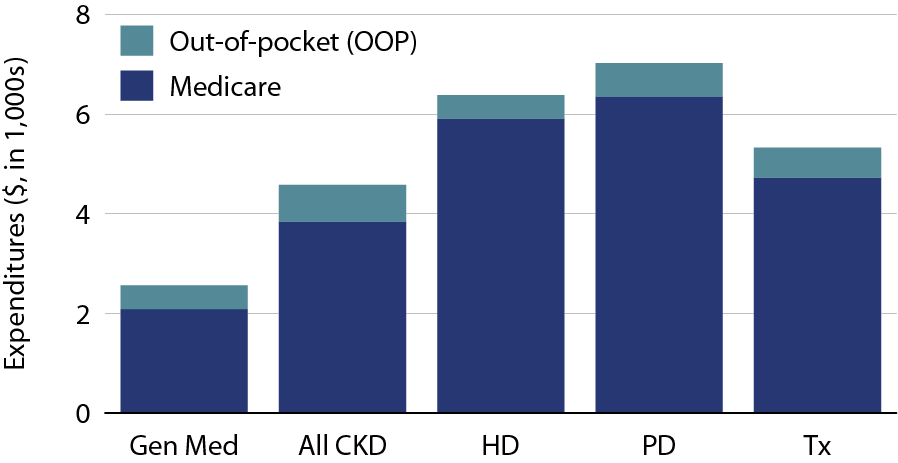 8
Out-of-pocket (OOP)
Medicare
6
4
2
0
Expenditures ($, in 1,000s)
Gen Med
All CKD
HD
PD
Tx